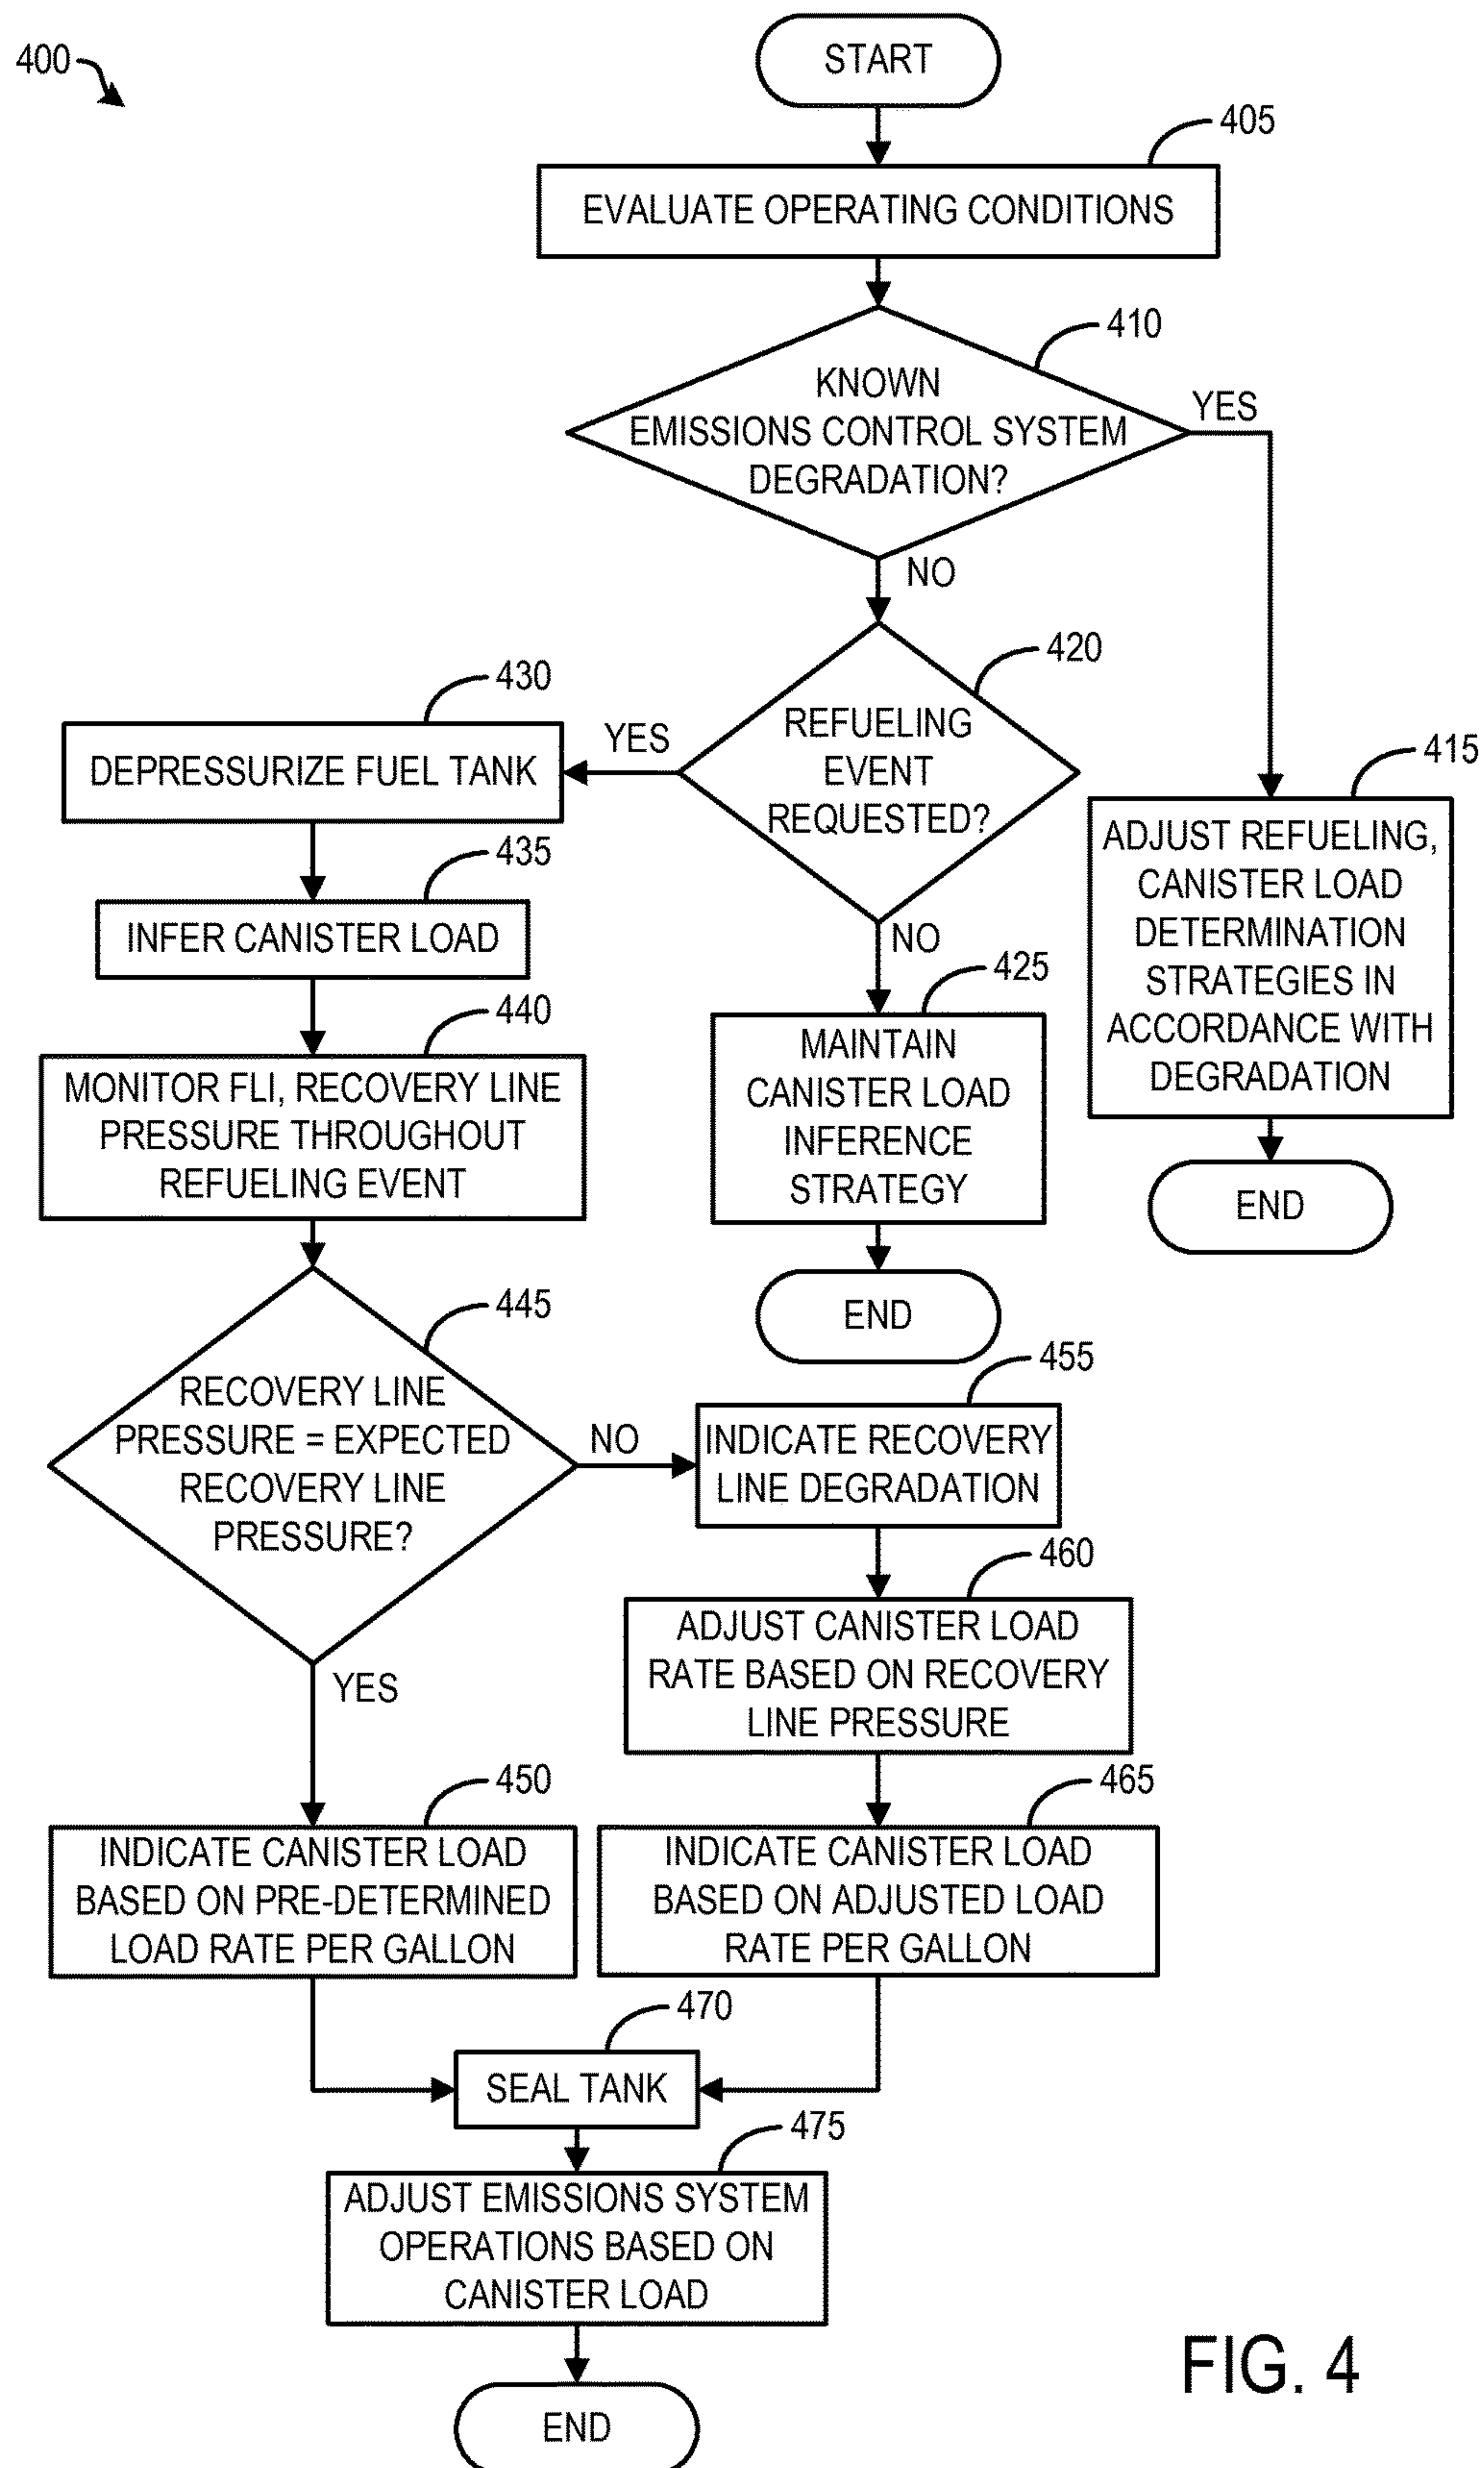 400
START
405
EVALUATE OPERATING CONDITIONS
410
KNOWN
EMISSIONS CONTROL SYSTEM
DEGRADATION?
YES
NO
420
REFUELING
EVENT
REQUESTED?
YES
NO
415
ADJUST REFUELING,
CANISTER LOAD
DETERMINATION
STRATEGIES IN
ACCORDANCE WITH
DEGRADATION
END
425
MAINTAIN
CANISTER LOAD
INFERENCE
STRATEGY
END
430
DEPRESSURIZE FUEL TANK
435
INFER CANISTER LOAD
440
MONITOR FLI, RECOVERY LINE
PRESSURE THROUGHOUT
REFUELING EVENT
445
RECOVERY LINE
PRESSURE = EXPECTED
RECOVERY LINE
PRESSURE?
NO
YES
455
INDICATE RECOVERY
LINE DEGRADATION
460
ADJUST CANISTER LOAD
RATE BASED ON RECOVERY
LINE PRESSURE
450
INDICATE CANISTER LOAD
BASED ON PRE-DETERMINED
LOAD RATE PER GALLON
465
INDICATE CANISTER LOAD
BASED ON ADJUSTED LOAD
RATE PER GALLON
470
SEAL TANK
475
ADJUST EMISSIONS SYSTEM
OPERATIONS BASED ON
CANISTER LOAD
END
FIG. 4